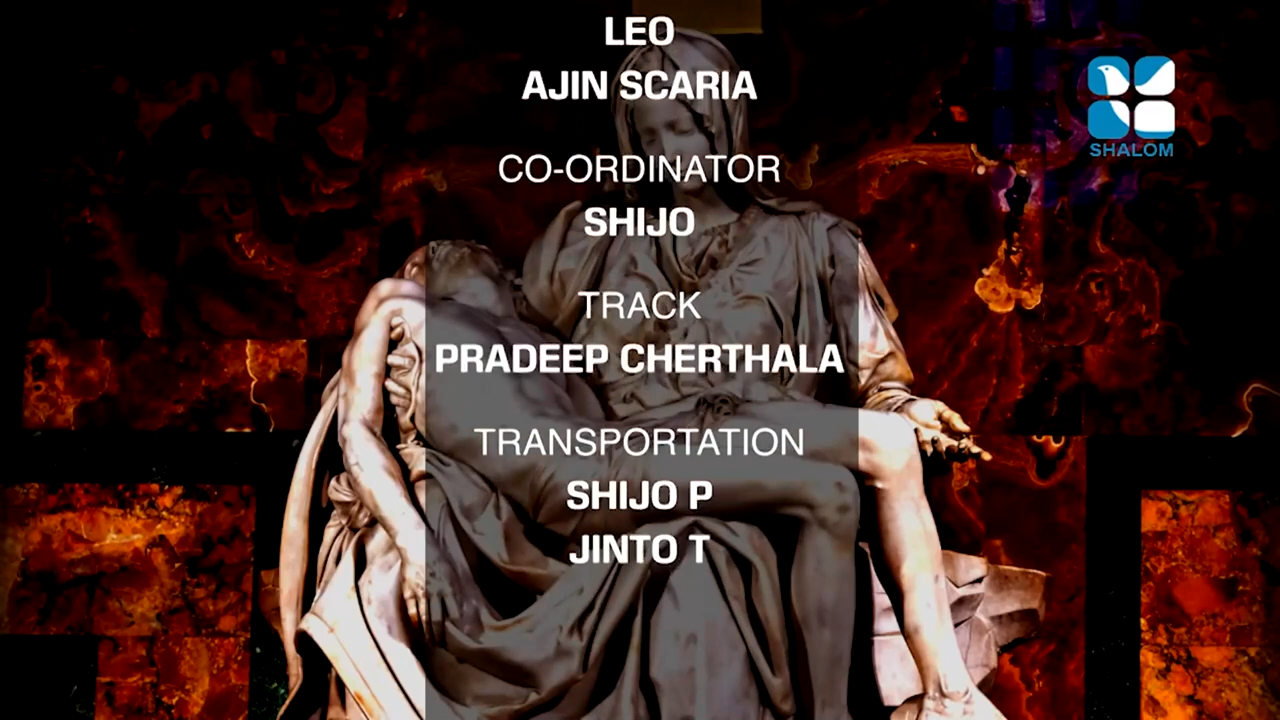 LEO
AJIN SCARIA
CO-ORDINATOR
SHIJO
TRACK
PRADEEP CHERTHALA
TRANSPORTATION
SHIJO P
JINTO T
SHALOM